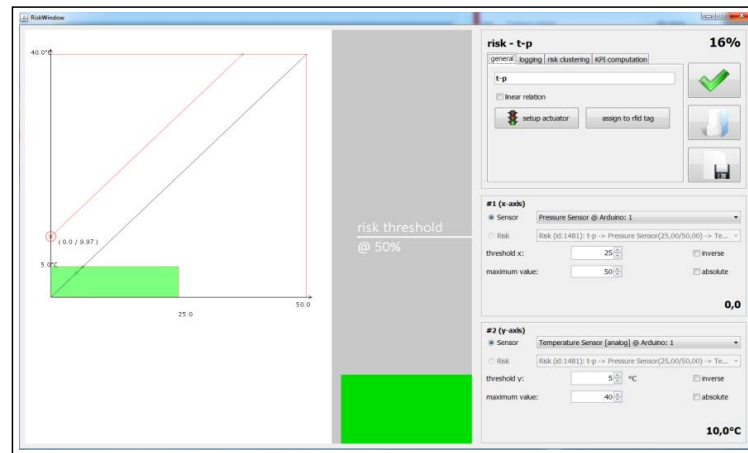 RiskWindow
40.0°C
( 0.0 / 9.97 )
5.0°C
50.0
25.0
risk threshold
@ 50%
risk - t-p
16%
general logging risk clustering KPI computation
t-p
linear relation
setup actuator
assign to rfid tag
#1 (x-axis)
Sensor Pressure Sensor @ Arduino: 1
Risk Risk (id:1481): t-p -> Pressure Sensor(25,00/50,00) -> Te...
threshold x: 25 inverse
maximum value: 50 absolute
0,0
#2 (y-axis)
Sensor Temperature Sensor [analog] @ Arduino: 1
Risk Risk (id:1481): t-p -> Pressure Sensor(25,00/50,00) -> Te...
threshold y: 5 °C inverse
maximum value: 40 absolute
10,0°C